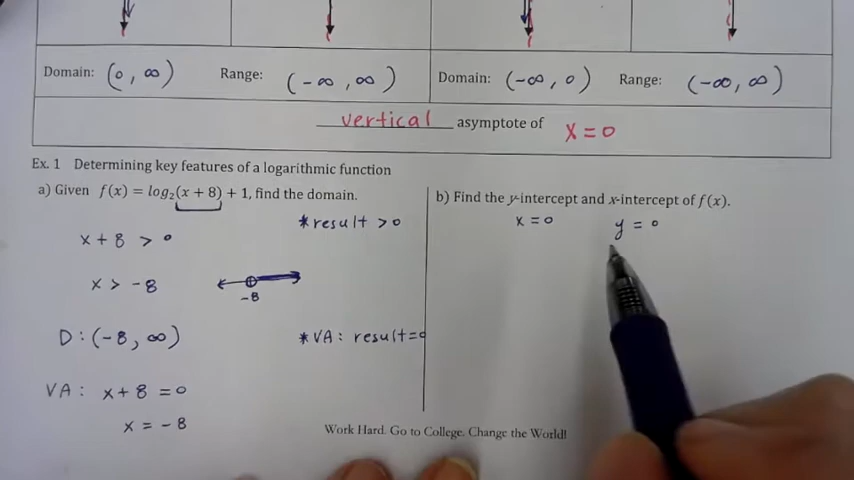 Domain: (0, ∞) Range: (-∞, ∞) Domain: (-∞, 0) Range: (-∞, ∞)
vertical asymptote of x = 0
Ex. 1 Determining key features of a logarithmic function
a) Given f(x) = log₂(x + 8) + 1, find the domain.
*result > 0
x + 8 > 0
x > -8
-8
D: (-8, ∞)
*VA: result=0
VA: x+8 = 0
x = -8
b) Find the y-intercept and x-intercept of f(x).
x = 0 y = 0
Work Hard. Go to College. Change the World!